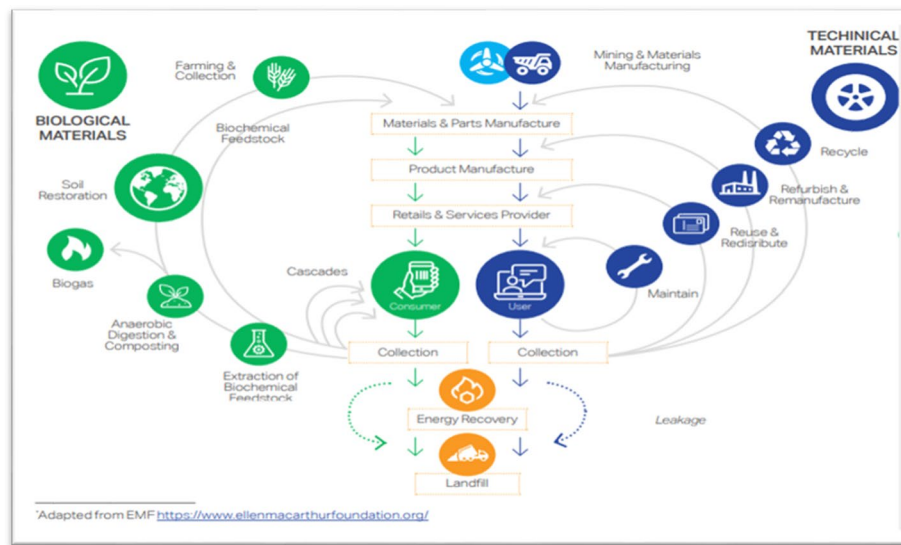 TECHINICAL
MATERIALS
Farming &
Collection
Mining & Materials
Manufacturing
BIOLOGICAL
MATERIALS
Biochemical
Feedstock
Materials & Parts Manufacture
Recycle
Product Manufacture
Soil
Restoration
Refurbish &
Remanufacture
Retails & Services Provider
Reuse &
Redisribute
Biogas
Cascades
Consumer
User
Maintain
Anaerobic
Digestion &
Composting
Collection
Collection
Extraction of
Biochemical
Feedstock
Energy Recovery
Leakage
Landfill
*Adapted from EMF https://www.ellenmacarthurfoundation.org/